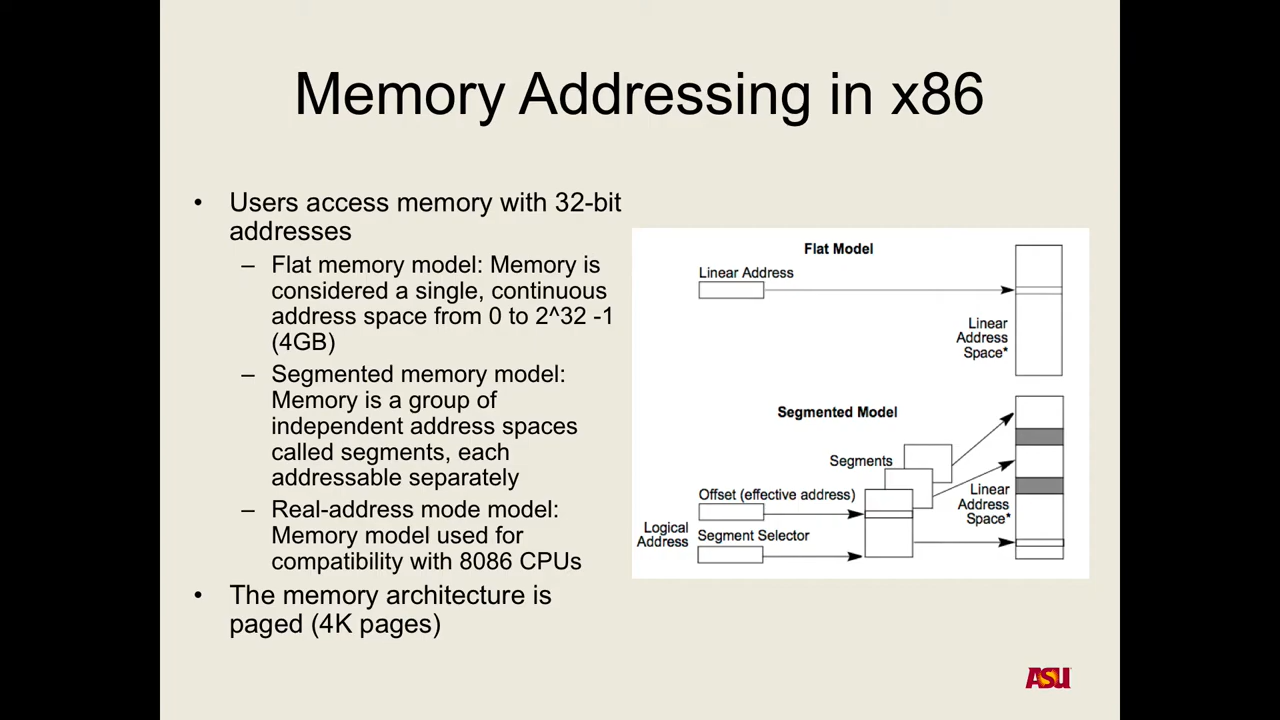 Memory Addressing in x86
• Users access memory with 32-bit
addresses
– Flat memory model: Memory is
considered a single, continuous
address space from 0 to 2^32 -1
(4GB)
– Segmented memory model:
Memory is a group of
independent address spaces
called segments, each
addressable separately
– Real-address mode model:
Memory model used for
compatibility with 8086 CPUs
• The memory architecture is
paged (4K pages)
Flat Model
Linear Address
Linear
Address
Space*
Segmented Model
Segments
Offset (effective address)
Logical
Address
Segment Selector
Linear
Address
Space*
ASU